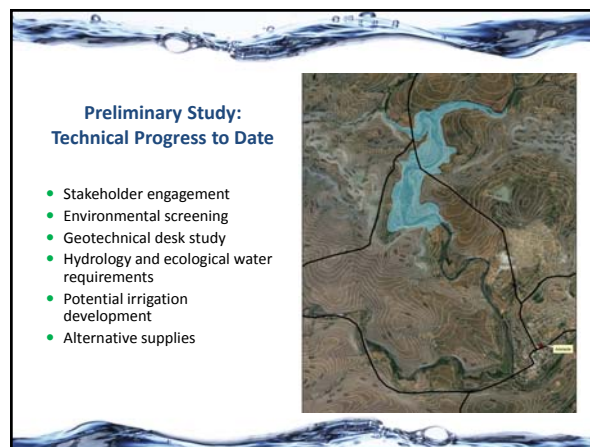 Preliminary Study:
Technical Progress to Date
• Stakeholder engagement
• Environmental screening
• Geotechnical desk study
• Hydrology and ecological water
requirements
• Potential irrigation
development
• Alternative supplies